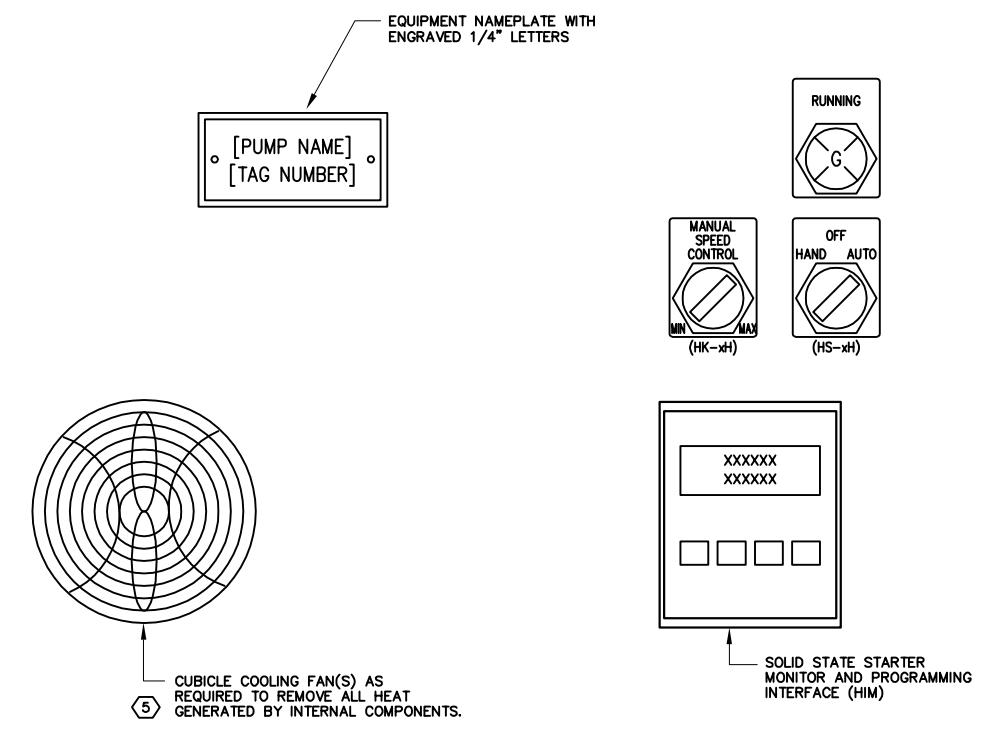 EQUIPMENT NAMEPLATE WITH
ENGRAVED 1/4" LETTERS
[PUMP NAME]
[TAG NUMBER]
RUNNING
G
MANUAL
SPEED
CONTROL
MIN MAX
(HK-xH)
OFF
HAND AUTO
(HS-xH)
XXXXXX
XXXXXX
CUBICLE COOLING FAN(S) AS
REQUIRED TO REMOVE ALL HEAT
GENERATED BY INTERNAL COMPONENTS.
5
SOLID STATE STARTER
MONITOR AND PROGRAMMING
INTERFACE (HIM)